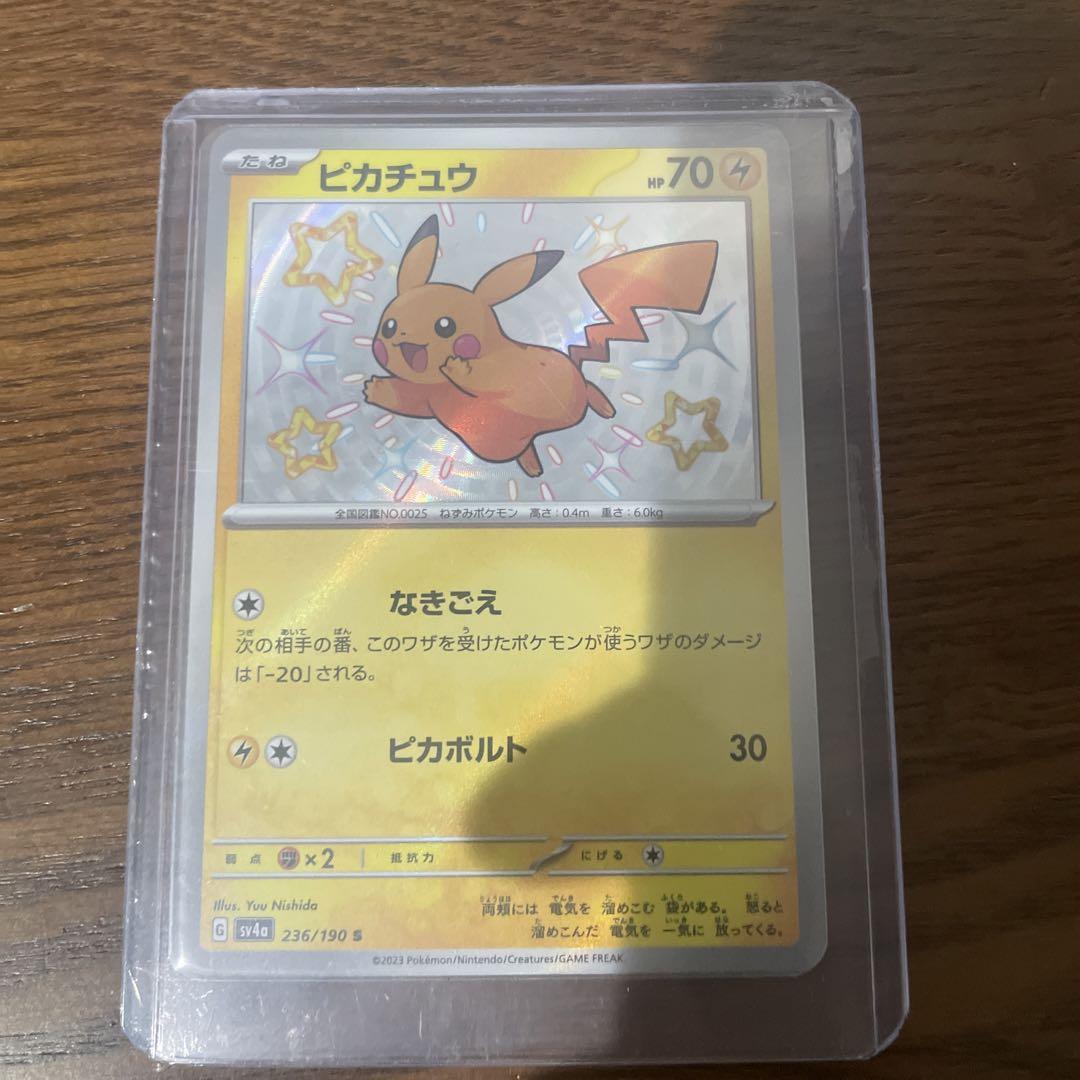 たね ピカチュウ HP 70
全国図鑑NO.0025 ねずみポケモン 高さ:0.4m 重さ:6.0kg
なきごえ
次の相手の番、このワザを受けたポケモンが使うワザのダメージ
は「-20」される。
ピカボルト 30
弱点 ×2 抵抗力 にげる
Illus. Yuu Nishida
両頬には 電気を 溜めこむ 袋がある。 怒ると
溜めこんだ 電気を 一気に 放ってくる。
G sv4a 236/190 S
©2023 Pokémon/Nintendo/Creatures/GAME FREAK